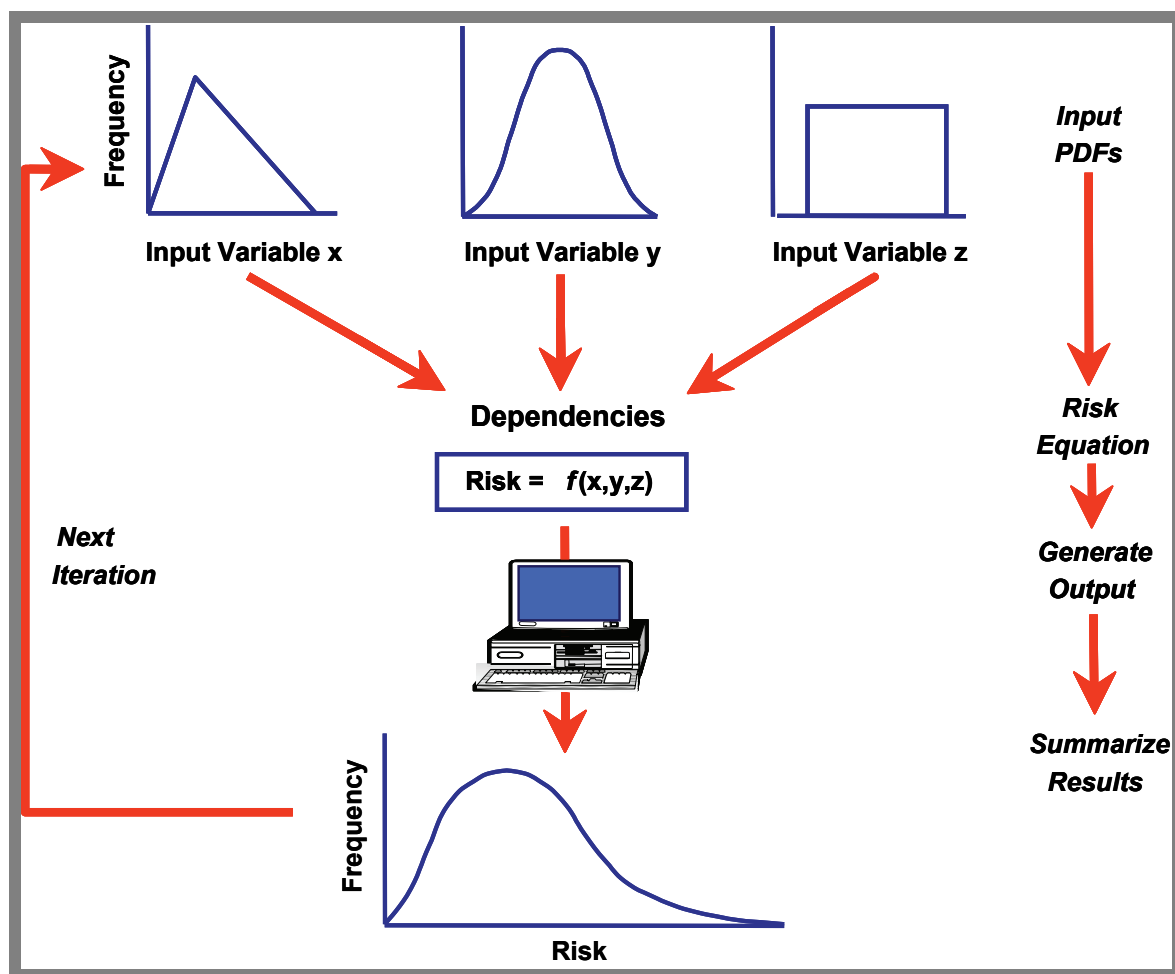 Frequency
Input Variable x
Input Variable y
Input Variable z
Input
PDFs
Dependencies
Risk = f(x,y,z)
Risk
Equation
Next
Iteration
Generate
Output
Frequency
Risk
Summarize
Results